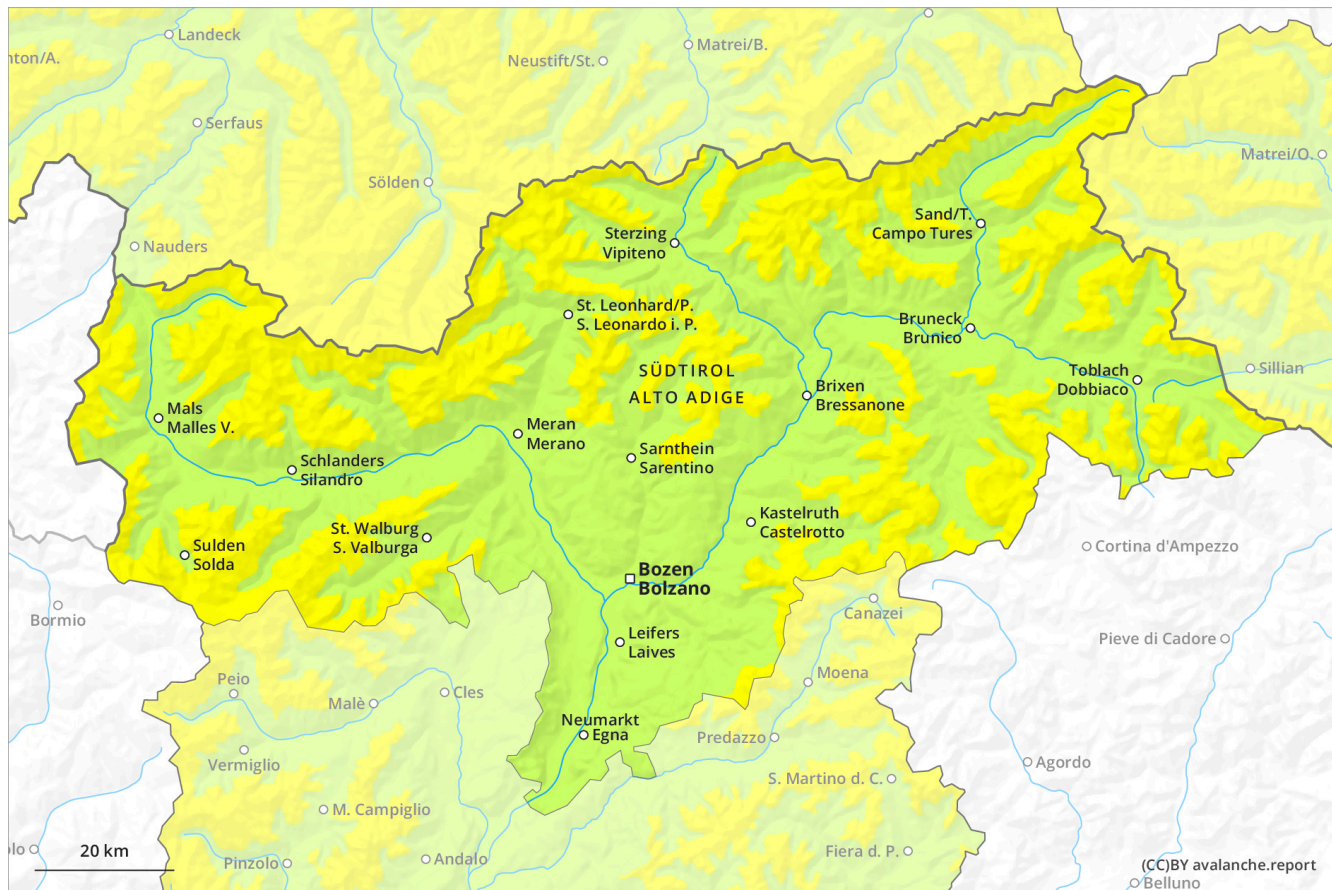 Landeck
nton/A.
Neustift/St.
Matrei/B.
Serfaus
Matrei/O.
Sölden
Nauders
Sand/T.
Campo Tures
Sterzing
Vipiteno
St. Leonhard/P.
S. Leonardo i. P.
Bruneck
Brunico
SÜDTIROL
ALTO ADIGE
Toblach
Dobbiaco
Sillian
Brixen
Bressanone
Mals
Malles V.
Meran
Merano
Sarnthein
Sarentino
Schlanders
Silandro
Kastelruth
Castelrotto
St. Walburg
S. Valburga
Sulden
Solda
Cortina d'Ampezzo
Bozen
Bolzano
Bormio
Canazei
Leifers
Laives
Pieve di Cadore
Peio
Moena
Malè
Cles
Neumarkt
Egna
Predazzo
Vermiglio
Agordo
S. Martino d. C.
M. Campiglio
olo
20 km
Pinzolo
Andalo
Fiera d. P.
(CC)BY avalanche.report
Belluno